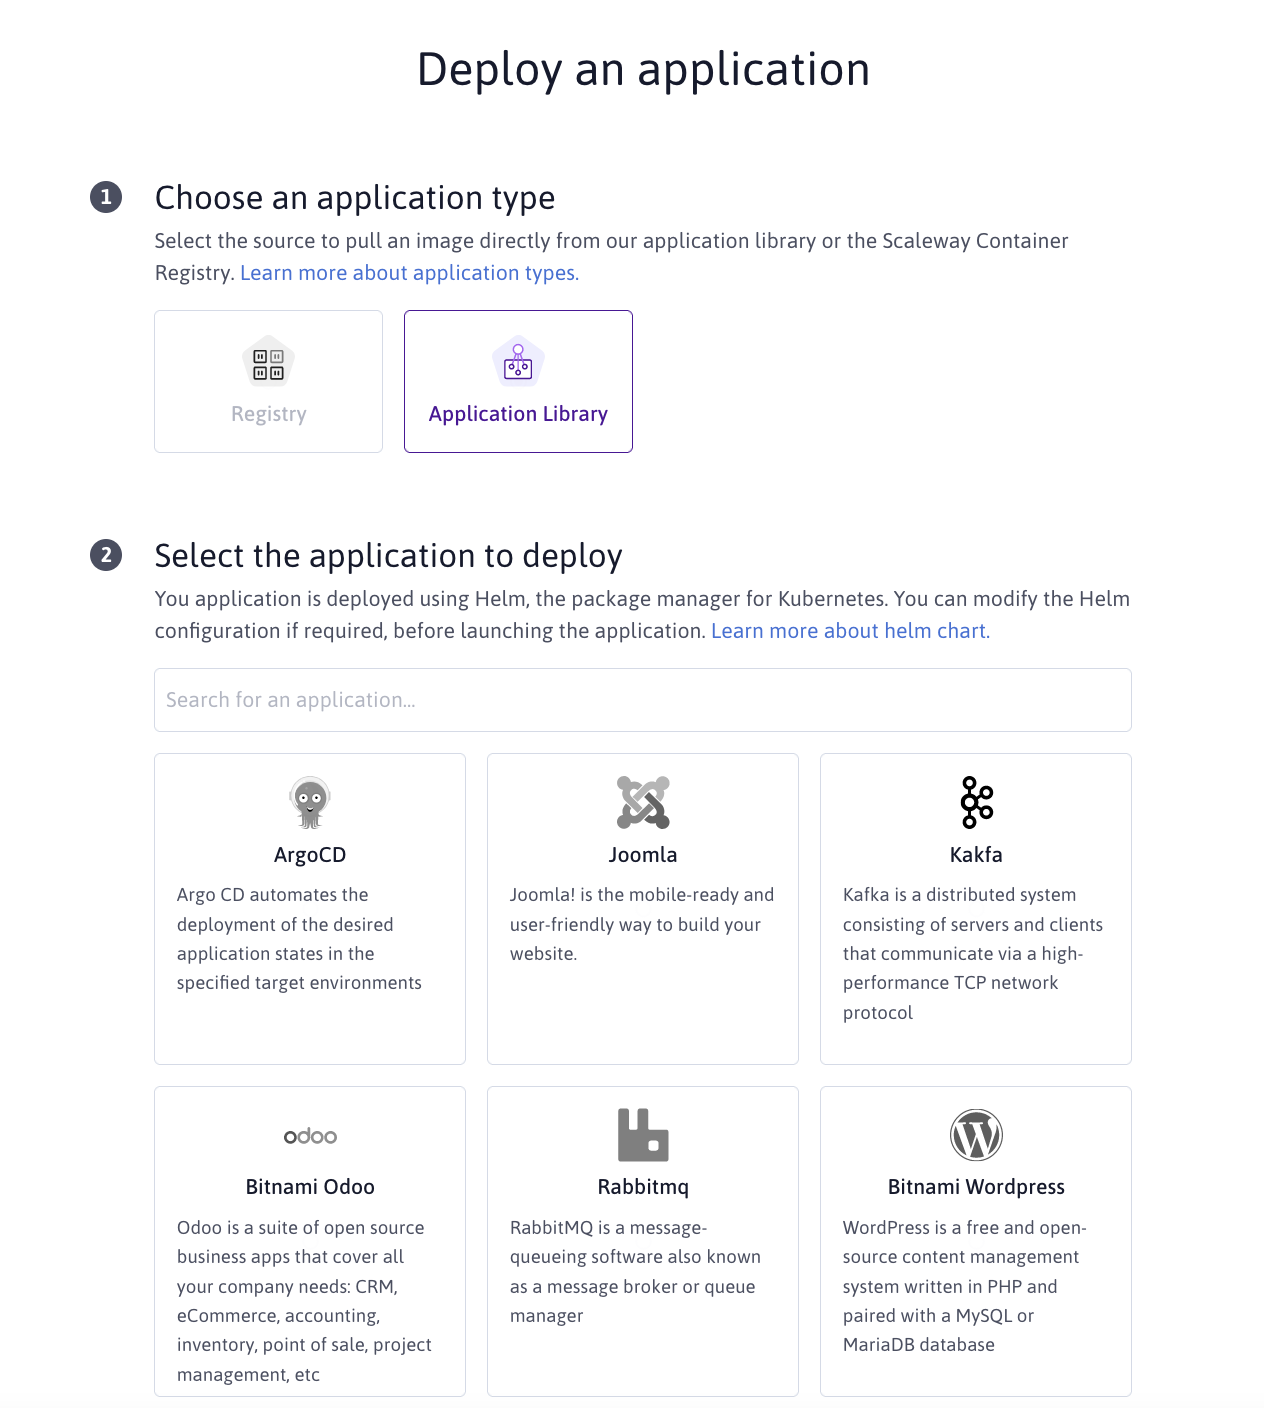 Deploy an application
1
Choose an application type
Select the source to pull an image directly from our application library or the Scaleway Container
Registry. Learn more about application types.
Registry
Application Library
2
Select the application to deploy
You application is deployed using Helm, the package manager for Kubernetes. You can modify the Helm
configuration if required, before launching the application. Learn more about helm chart.
Search for an application...
ArgoCD
Argo CD automates the
deployment of the desired
application states in the
specified target environments
Joomla
Joomla! is the mobile-ready and
user-friendly way to build your
website.
Kakfa
Kafka is a distributed system
consisting of servers and clients
that communicate via a high-
performance TCP network
protocol
odoo
Bitnami Odoo
Odoo is a suite of open source
business apps that cover all
your company needs: CRM,
eCommerce, accounting,
inventory, point of sale, project
management, etc
Rabbitmq
RabbitMQ is a message-
queueing software also known
as a message broker or queue
manager
Bitnami Wordpress
WordPress is a free and open-
source content management
system written in PHP and
paired with a MySQL or
MariaDB database